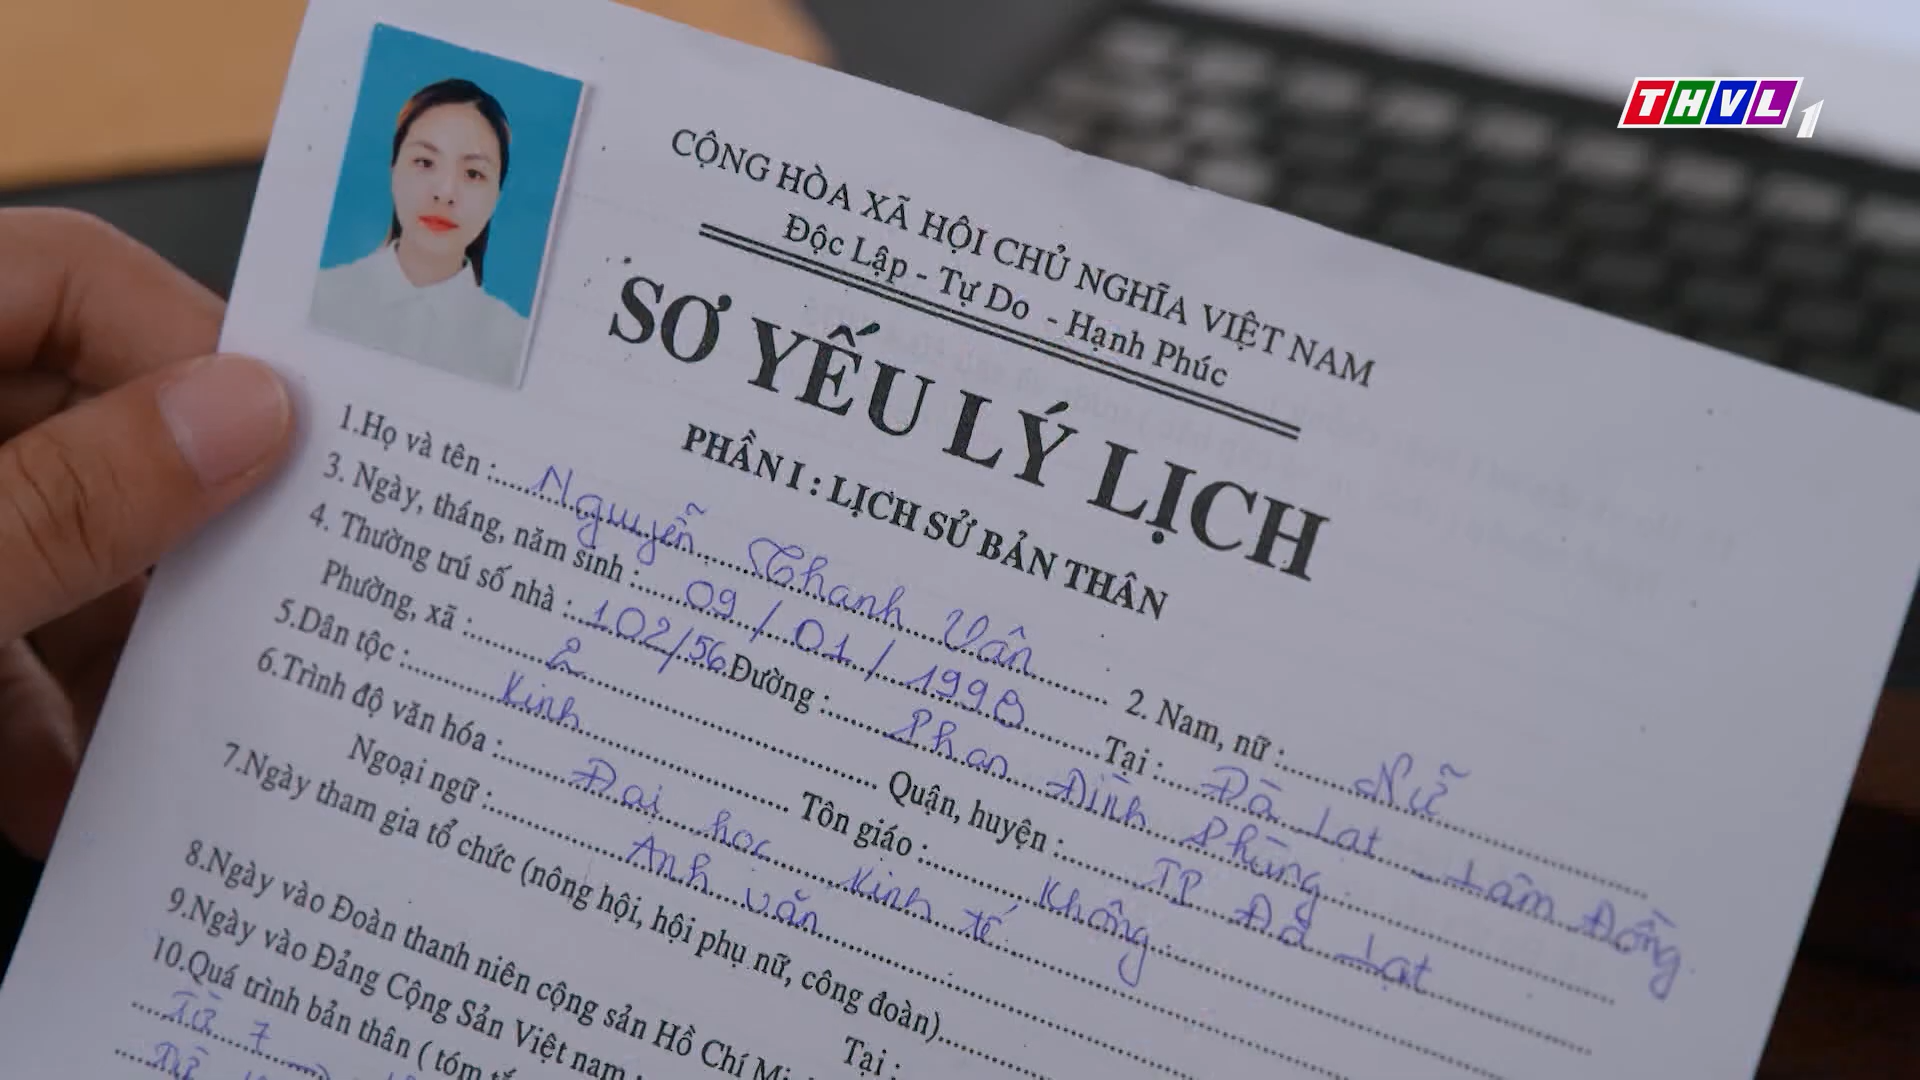 THVL1
CỘNG HÒA XÃ HỘI CHỦ NGHĨA VIỆT NAM
Độc Lập - Tự Do - Hạnh Phúc
SƠ YẾU LÝ LỊCH
PHẦN I : LỊCH SỬ BẢN THÂN
1.Họ và tên : Nguyễn Thanh Vân 2. Nam, nữ : Nữ
3. Ngày, tháng, năm sinh : 09/01/1990 Tại : Đà Lạt - Lâm Đồng
4. Thường trú số nhà : 102/56 Đường : Phan Đình Phùng
Phường, xã : 2 Quận, huyện : TP Đà Lạt
5.Dân tộc : Kinh Tôn giáo : Không
6.Trình độ văn hóa : Đại học Kinh tế
Ngoại ngữ : Anh văn
7.Ngày tham gia tổ chức (nông hội, hội phụ nữ, công đoàn)
8.Ngày vào Đoàn thanh niên cộng sản Hồ Chí Tại :
9.Ngày vào Đảng Cộng Sản Việt nam :
10.Quá trình bản thân ( tóm
Từ 7
Từ